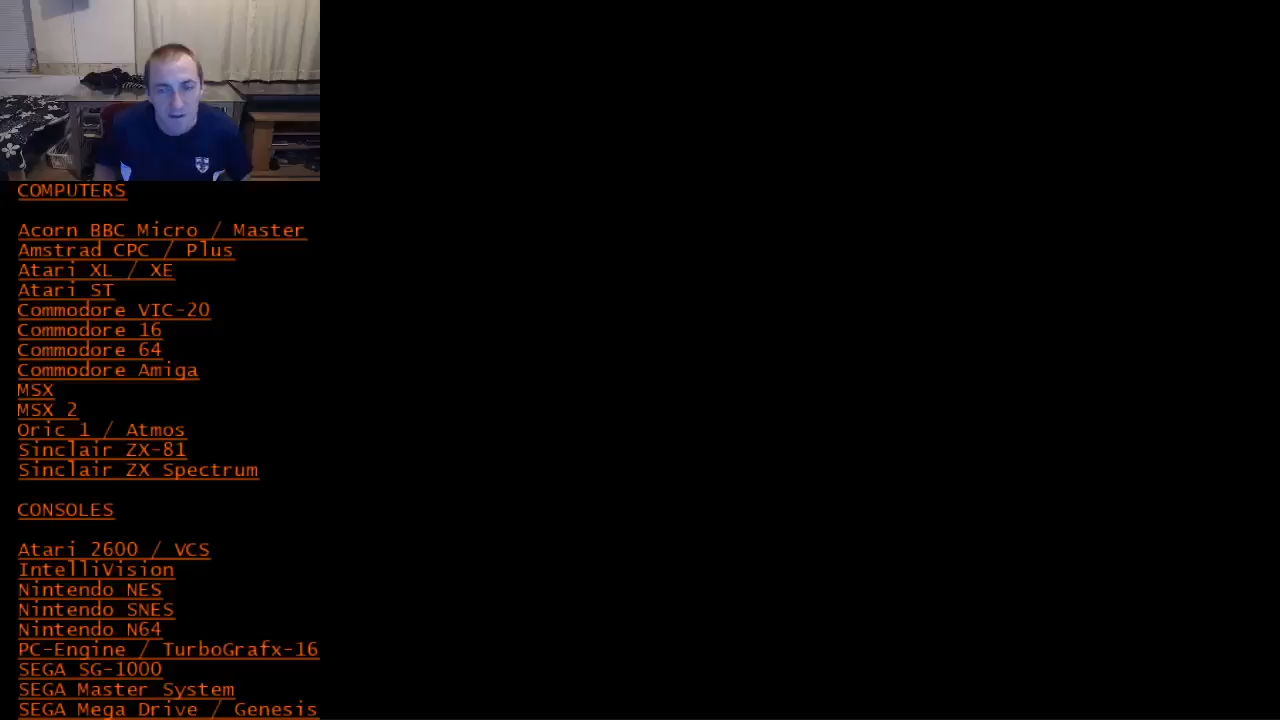 COMPUTERS
Acorn BBC Micro / Master
Amstrad CPC / Plus
Atari XL / XE
Atari ST
Commodore VIC-20
Commodore 16
Commodore 64
Commodore Amiga
MSX
MSX 2
Oric 1 / Atmos
Sinclair ZX-81
Sinclair ZX Spectrum
CONSOLES
Atari 2600 / VCS
IntelliVision
Nintendo NES
Nintendo SNES
Nintendo N64
PC-Engine / TurboGrafx-16
SEGA SG-1000
SEGA Master System
SEGA Mega Drive / Genesis